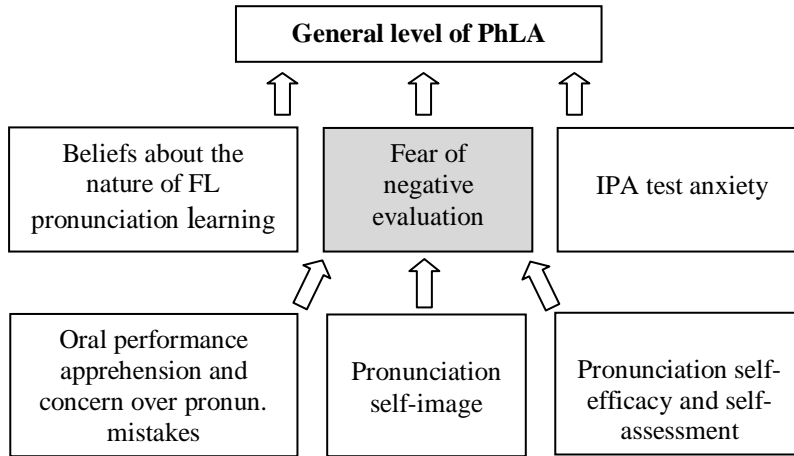 General level of PhLA
Beliefs about the
nature of FL
pronunciation learning
Fear of
negative
evaluation
IPA test anxiety
Oral performance
apprehension and
concern over pronun.
mistakes
Pronunciation
self-image
Pronunciation self-
efficacy and self-
assessment